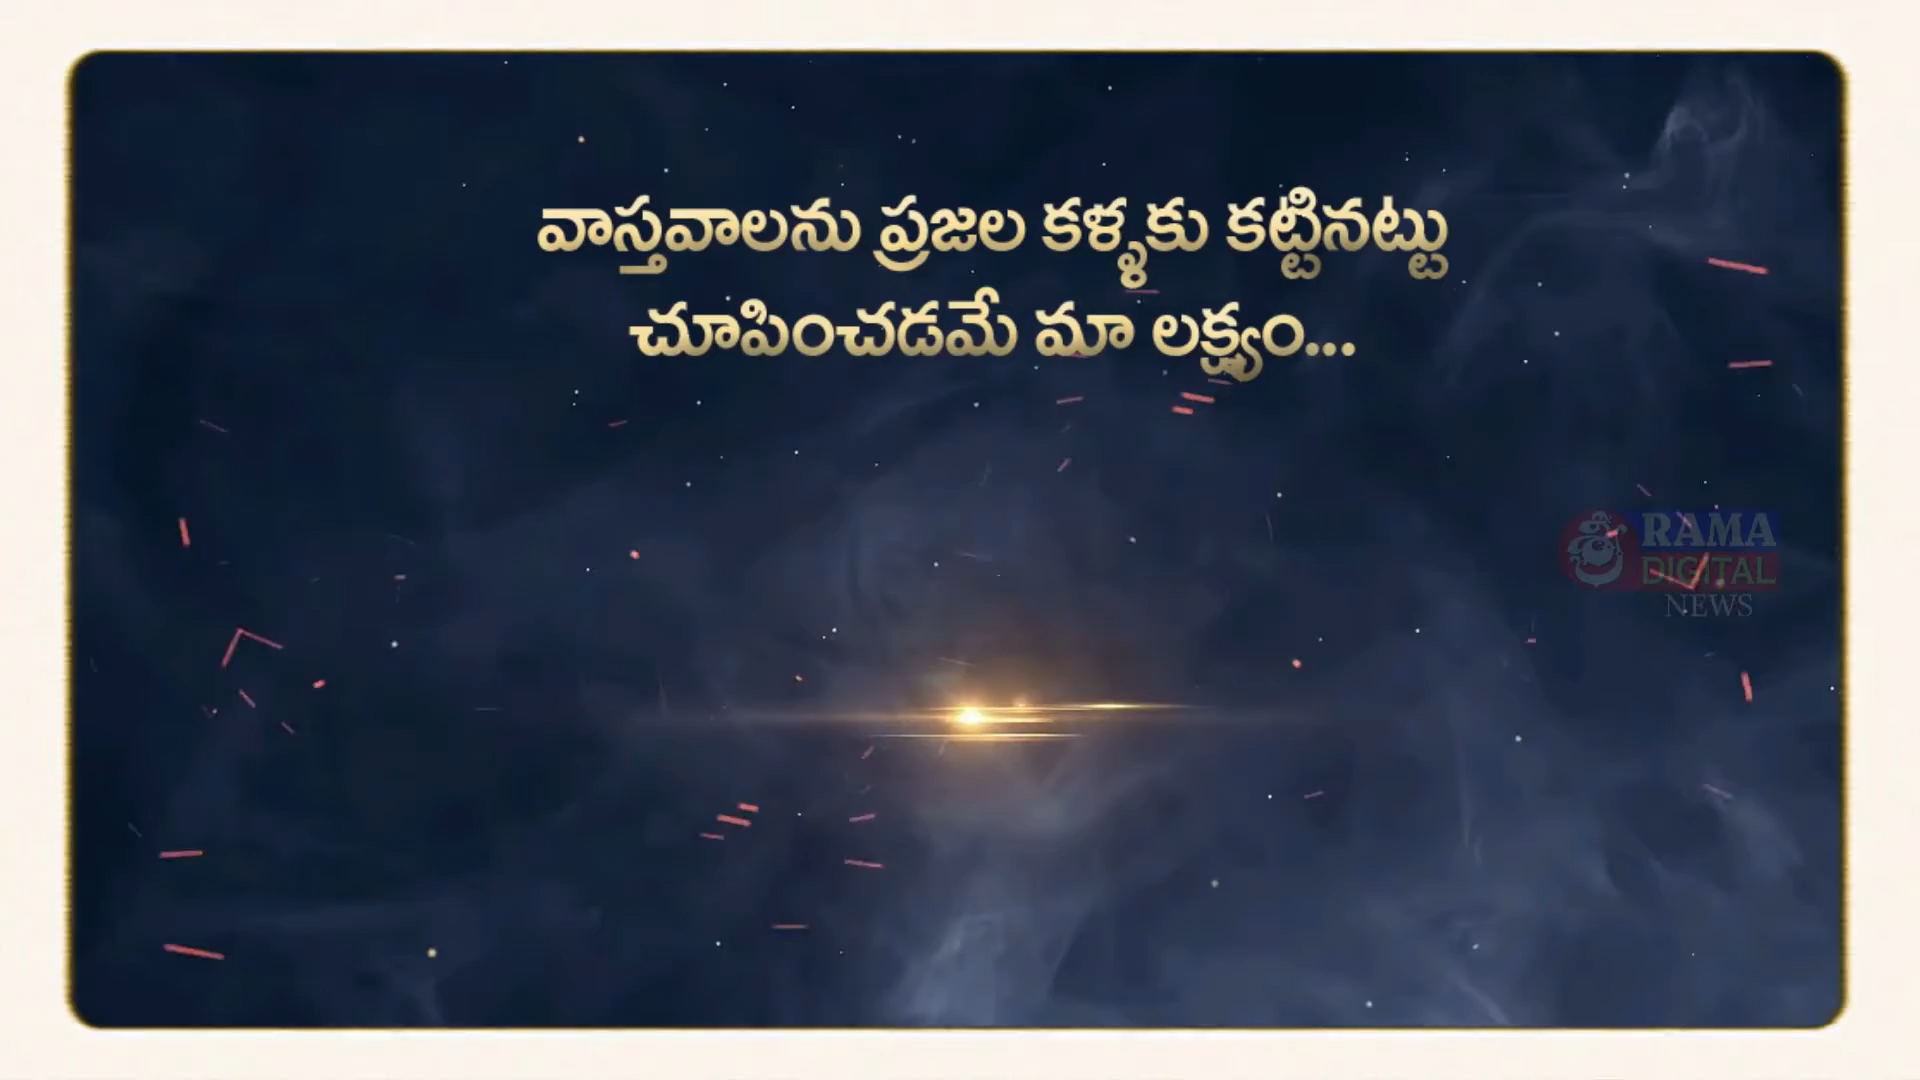 వాస్తవాలను ప్రజల కళ్ళకు కట్టినట్టు
చూపించడమే మా లక్ష్యం...
RAMA
DIGITAL
NEWS